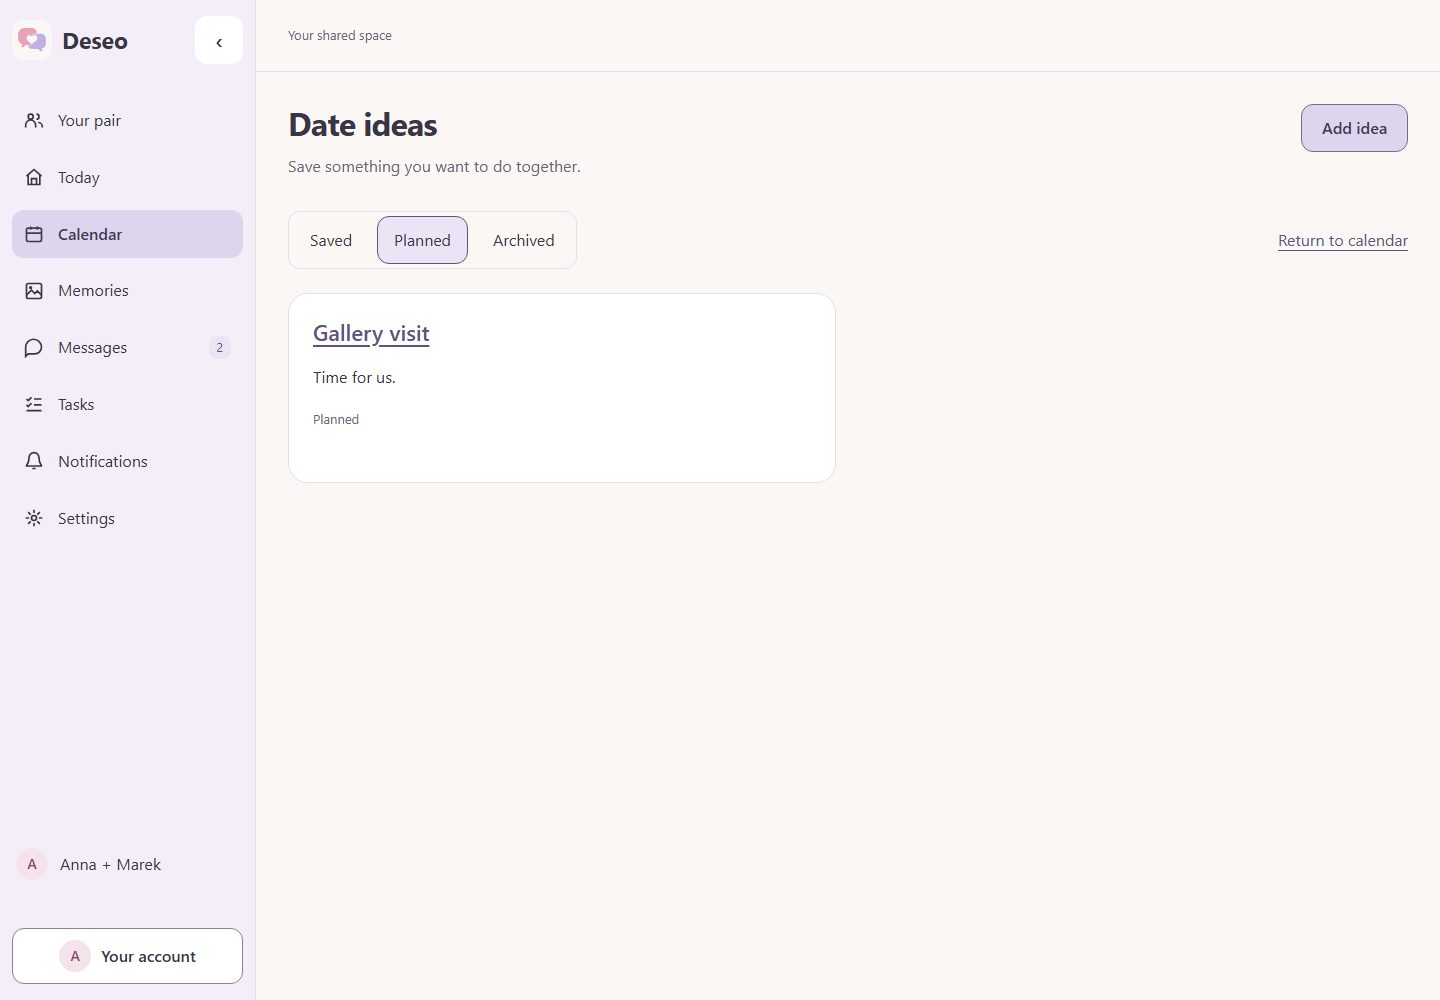 Deseo
‹
Your pair
Today
Calendar
Memories
Messages 2
Tasks
Notifications
Settings
A Anna + Marek
A Your account
Your shared space
Date ideas
Add idea
Save something you want to do together.
Saved Planned Archived
Return to calendar
Gallery visit
Time for us.
Planned